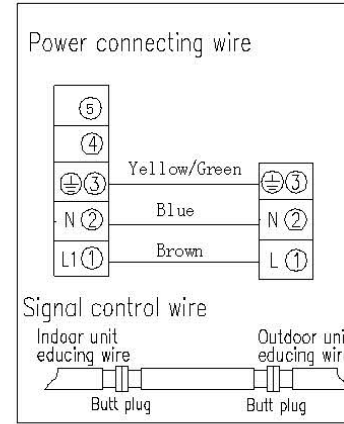 Power connecting wire
5
4
3 Yellow/Green 3
N 2 Blue N 2
L1 1 Brown L 1
Signal control wire
Indoor unit Outdoor uni
educing wire educing wir
Butt plug Butt plug